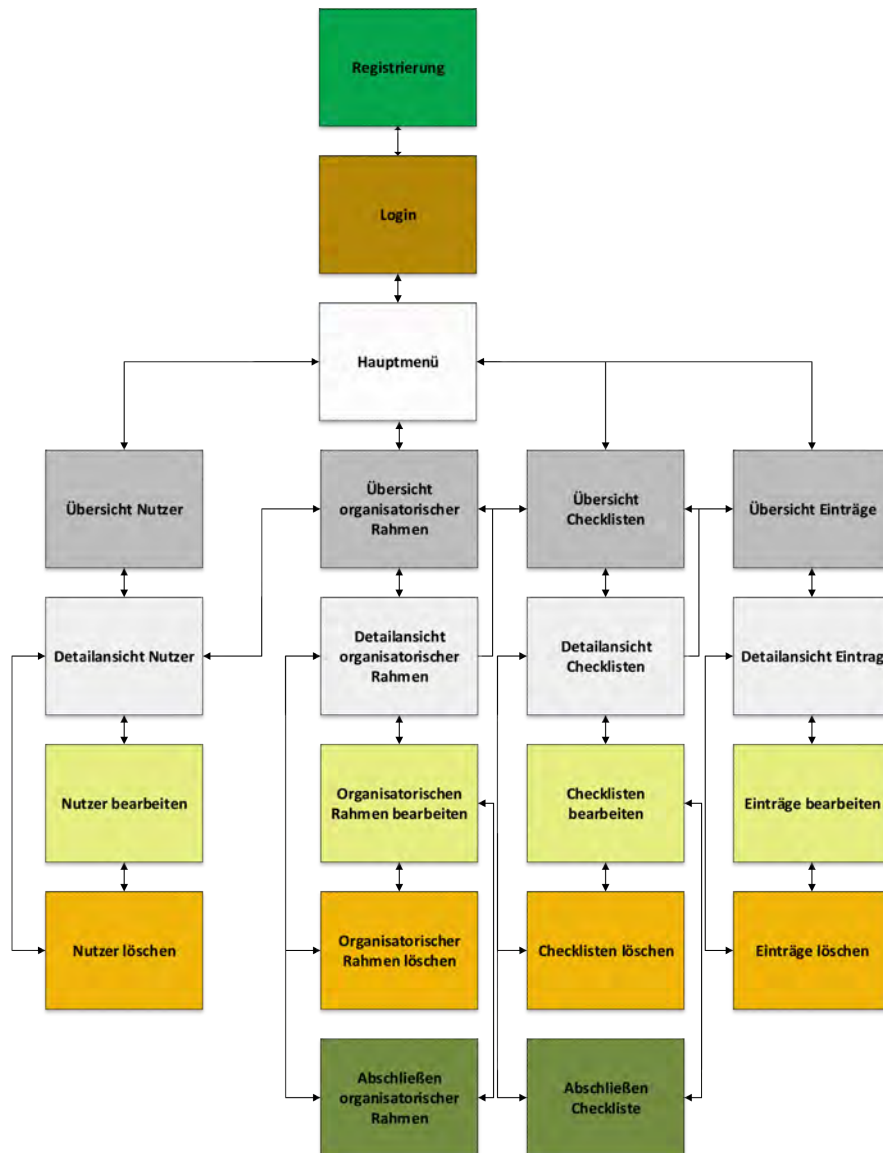 Registrierung
Login
Hauptmenü
Übersicht Nutzer
Übersicht
organisatorischer
Rahmen
Übersicht
Checklisten
Übersicht Einträge
Detailansicht Nutzer
Detailansicht
organisatorischer
Rahmen
Detailansicht
Checklisten
Detailansicht Eintrag
Nutzer bearbeiten
Organisatorischen
Rahmen bearbeiten
Checklisten
bearbeiten
Einträge bearbeiten
Nutzer löschen
Organisatorischer
Rahmen löschen
Checklisten löschen
Einträge löschen
Abschließen
organisatorischer
Rahmen
Abschließen
Checkliste